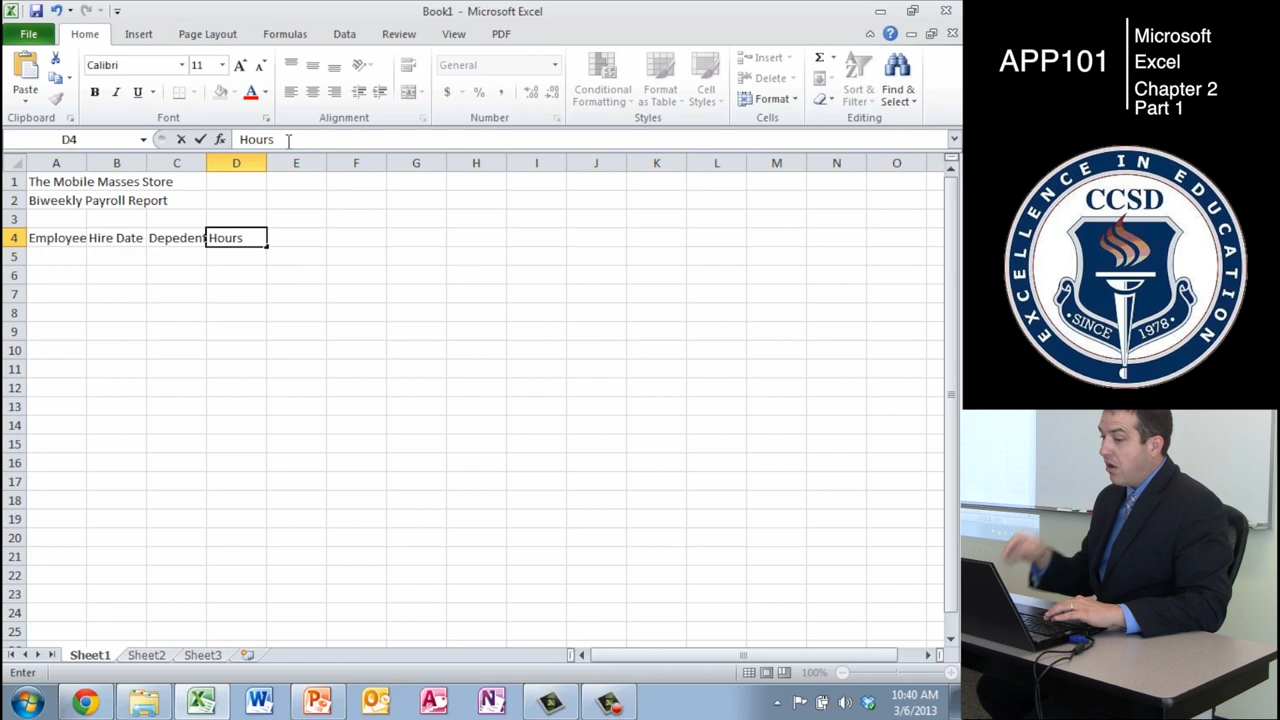 Book1 - Microsoft Excel
File Home Insert Page Layout Formulas Data Review View PDF
Paste
Calibri 11
B I U A
General
$ % ,
Conditional Formatting
Format as Table
Cell Styles
Insert
Delete
Format
Σ
Sort & Filter
Find & Select
Clipboard Font Alignment Number Styles Cells Editing
D4 fx Hours
A B C D E F G H I J K L M N O
1 The Mobile Masses Store
2 Biweekly Payroll Report
3
4 Employee Hire Date Depeden Hours
5
6
7
8
9
10
11
12
13
14
15
16
17
18
19
20
21
22
23
24
25
Sheet1 Sheet2 Sheet3
Enter 100%
10:40 AM
3/6/2013
APP101
Microsoft
Excel
Chapter 2
Part 1
EXCELLENCE IN EDUCATION
CCSD
SINCE 1978